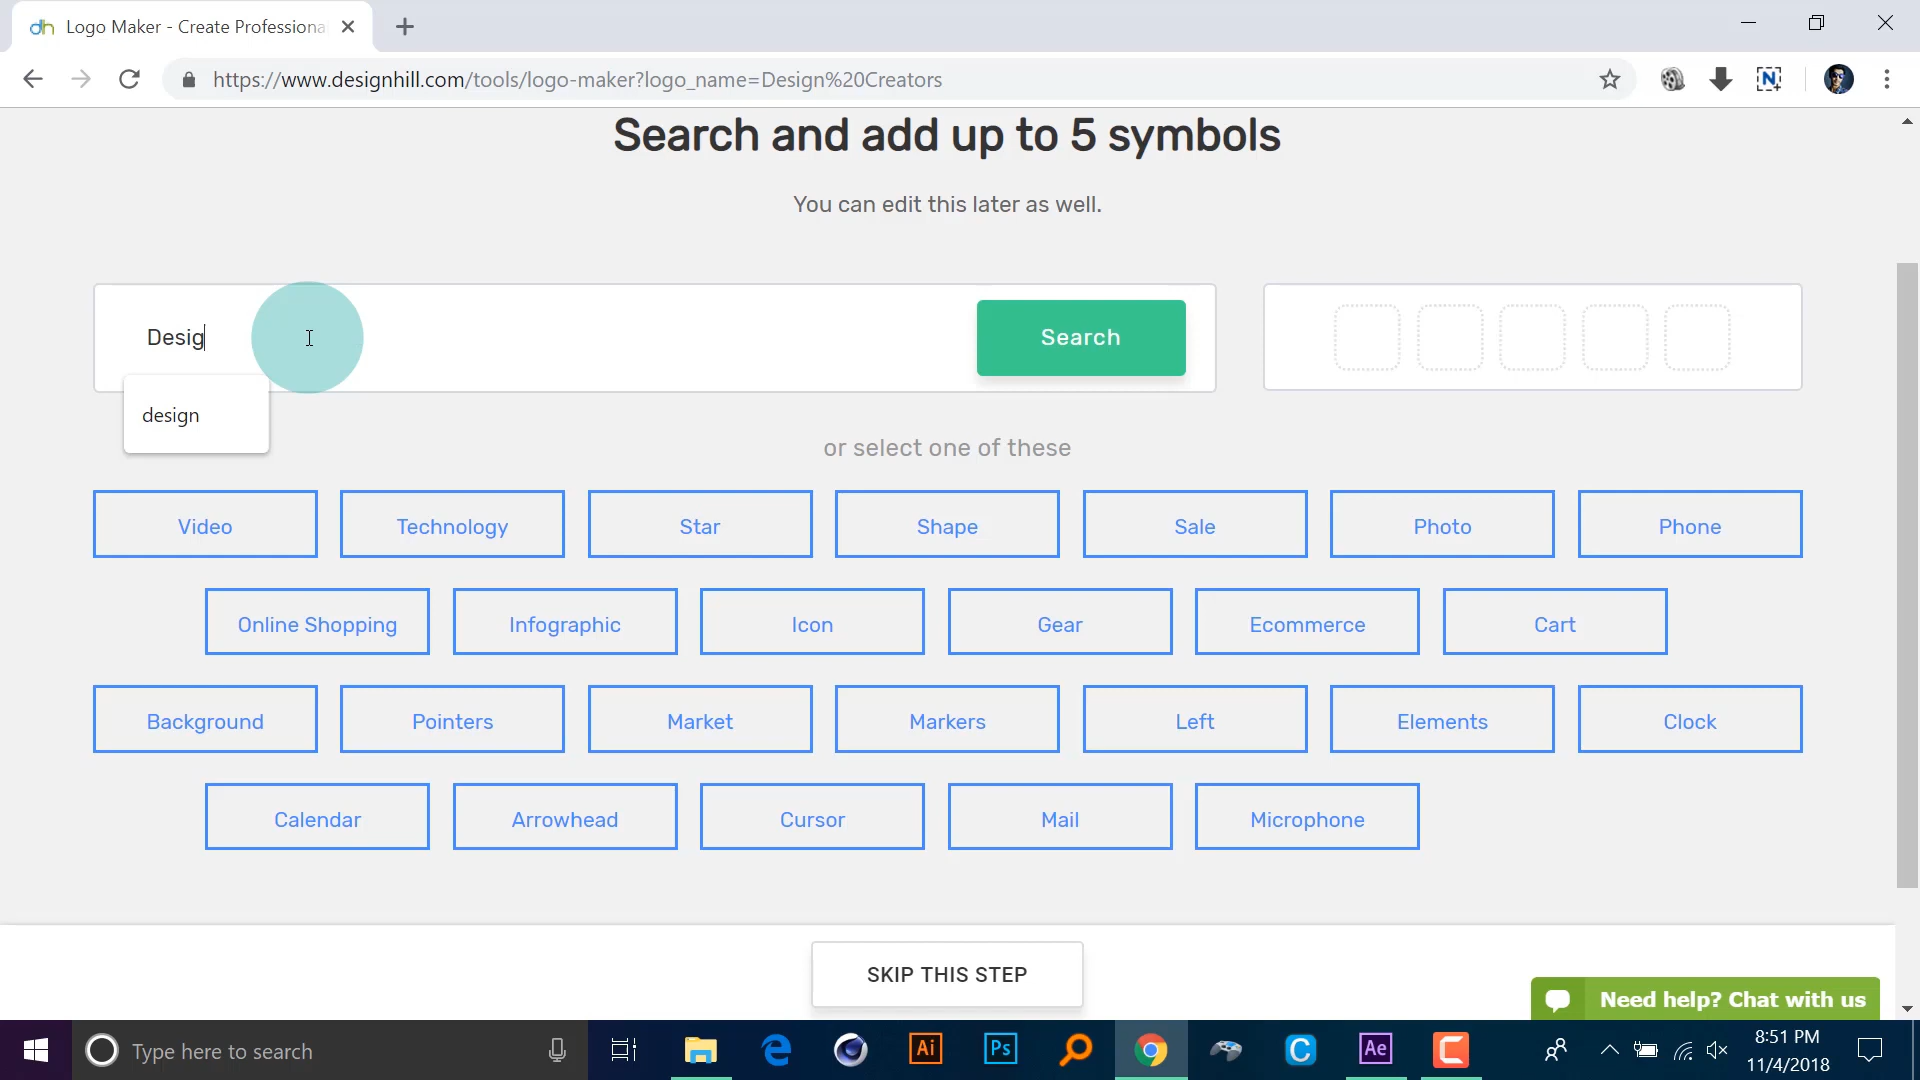 dh Logo Maker - Create Professiona
https://www.designhill.com/tools/logo-maker?logo_name=Design%20Creators
Search and add up to 5 symbols
You can edit this later as well.
Desig
Search
design
or select one of these
Video Technology Star Shape Sale Photo Phone
Online Shopping Infographic Icon Gear Ecommerce Cart
Background Pointers Market Markers Left Elements Clock
Calendar Arrowhead Cursor Mail Microphone
SKIP THIS STEP
Need help? Chat with us
Type here to search
Ai
Ps
C
Ae
8:51 PM
11/4/2018